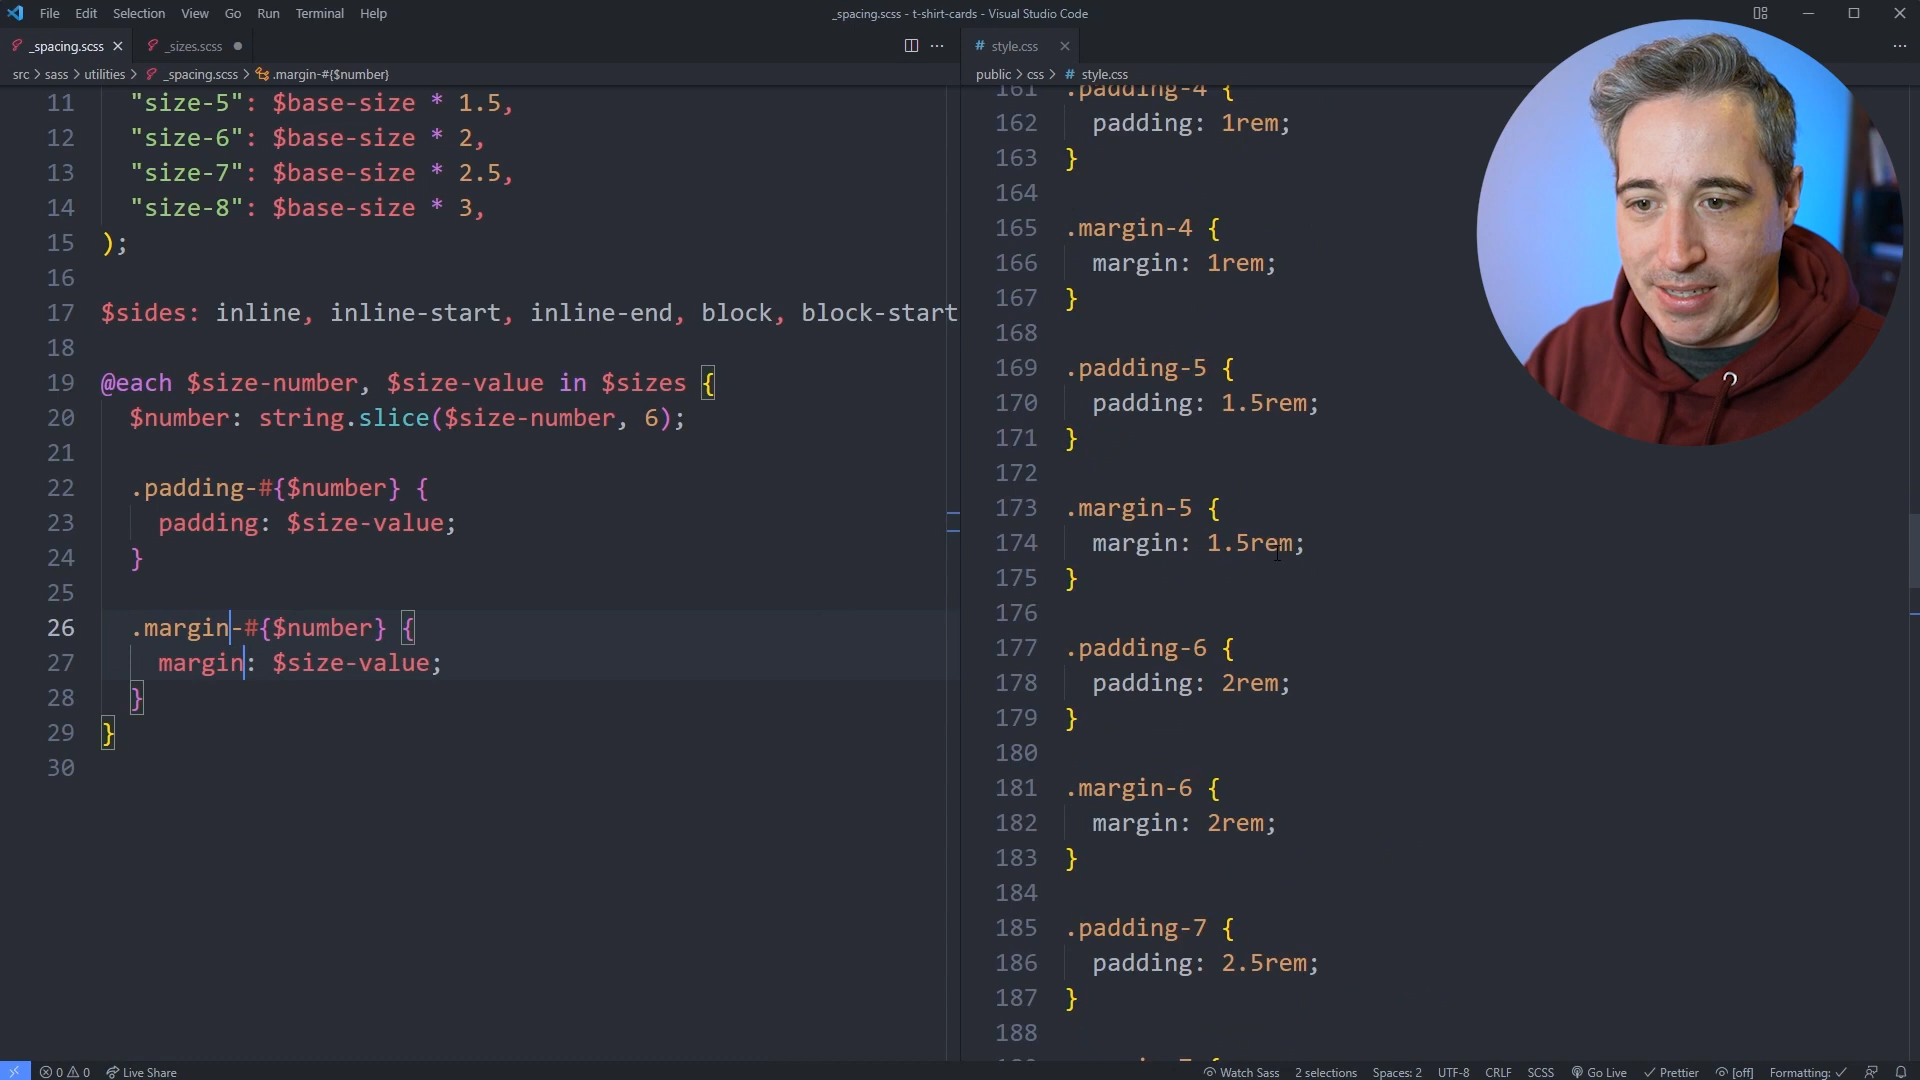 File Edit Selection View Go Run Terminal Help
_spacing.scss - t-shirt-cards - Visual Studio Code
_spacing.scss
_sizes.scss
src > sass > utilities > _spacing.scss > .margin-#{$number}
11 "size-5": $base-size * 1.5,
12 "size-6": $base-size * 2,
13 "size-7": $base-size * 2.5,
14 "size-8": $base-size * 3,
15 );
16
17 $sides: inline, inline-start, inline-end, block, block-start
18
19 @each $size-number, $size-value in $sizes {
20 $number: string.slice($size-number, 6);
21
22 .padding-#{$number} {
23 padding: $size-value;
24 }
25
26 .margin-#{$number} {
27 margin: $size-value;
28 }
29 }
30
# style.css
public > css > # style.css
161 .padding-4 {
162 padding: 1rem;
163 }
164
165 .margin-4 {
166 margin: 1rem;
167 }
168
169 .padding-5 {
170 padding: 1.5rem;
171 }
172
173 .margin-5 {
174 margin: 1.5rem;
175 }
176
177 .padding-6 {
178 padding: 2rem;
179 }
180
181 .margin-6 {
182 margin: 2rem;
183 }
184
185 .padding-7 {
186 padding: 2.5rem;
187 }
188
0 0 Live Share
Watch Sass 2 selections Spaces: 2 UTF-8 CRLF SCSS Go Live Prettier [off] Formatting: ✓